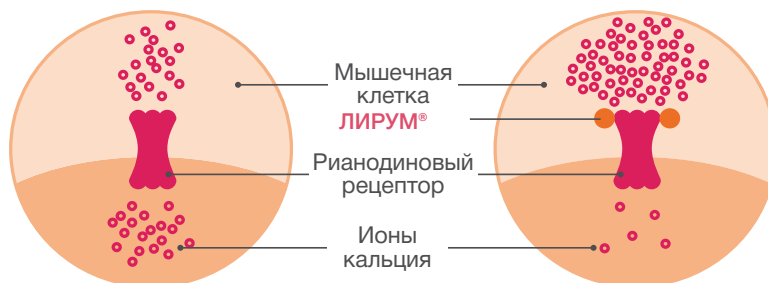 Мышечная
клетка
ЛИРУМ®
Рианодиновый
рецептор
Ионы
кальция